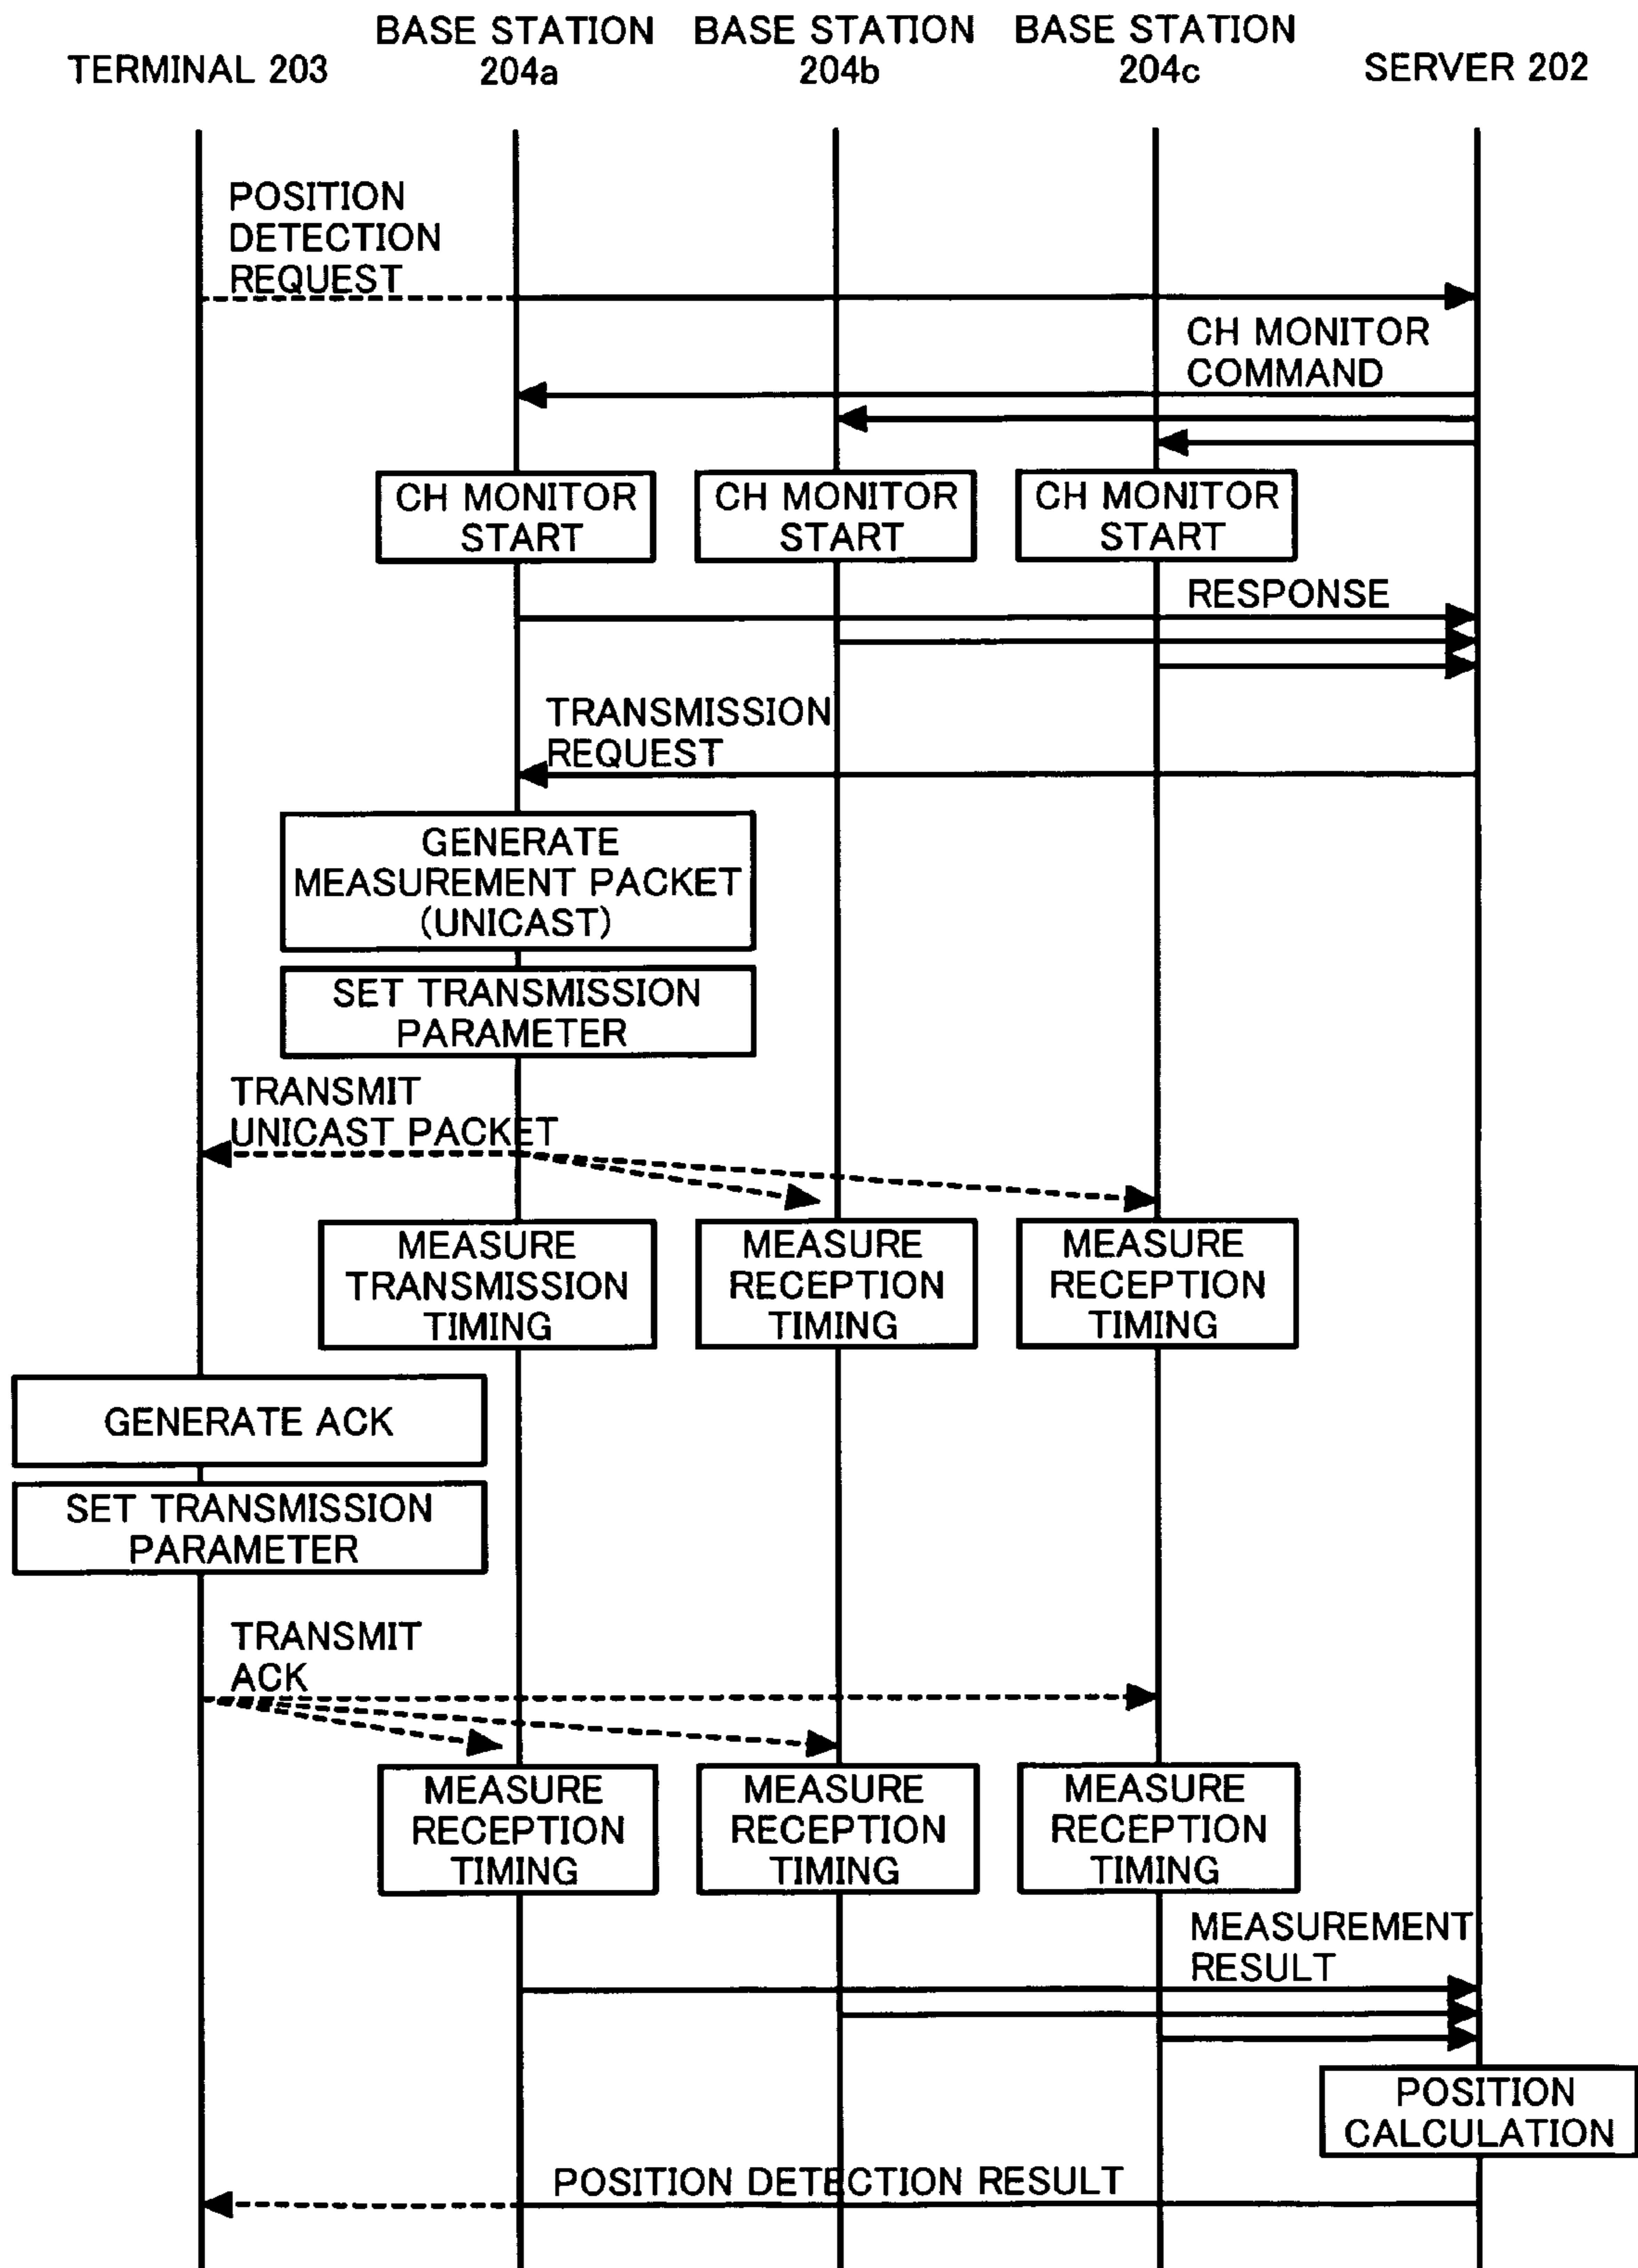 BASE STATION BASE STATION BASE STATION
TERMINAL 203 204a 204b 204c SERVER 202
POSITION
DETECTION
REQUEST
CH MONITOR
COMMAND
CH MONITOR
START
CH MONITOR
START
CH MONITOR
START
RESPONSE
TRANSMISSION
REQUEST
GENERATE
MEASUREMENT PACKET
(UNICAST)
SET TRANSMISSION
PARAMETER
TRANSMIT
UNICAST PACKET
MEASURE
TRANSMISSION
TIMING
MEASURE
RECEPTION
TIMING
MEASURE
RECEPTION
TIMING
GENERATE ACK
SET TRANSMISSION
PARAMETER
TRANSMIT
ACK
MEASURE
RECEPTION
TIMING
MEASURE
RECEPTION
TIMING
MEASURE
RECEPTION
TIMING
MEASUREMENT
RESULT
POSITION
CALCULATION
POSITION DETECTION RESULT